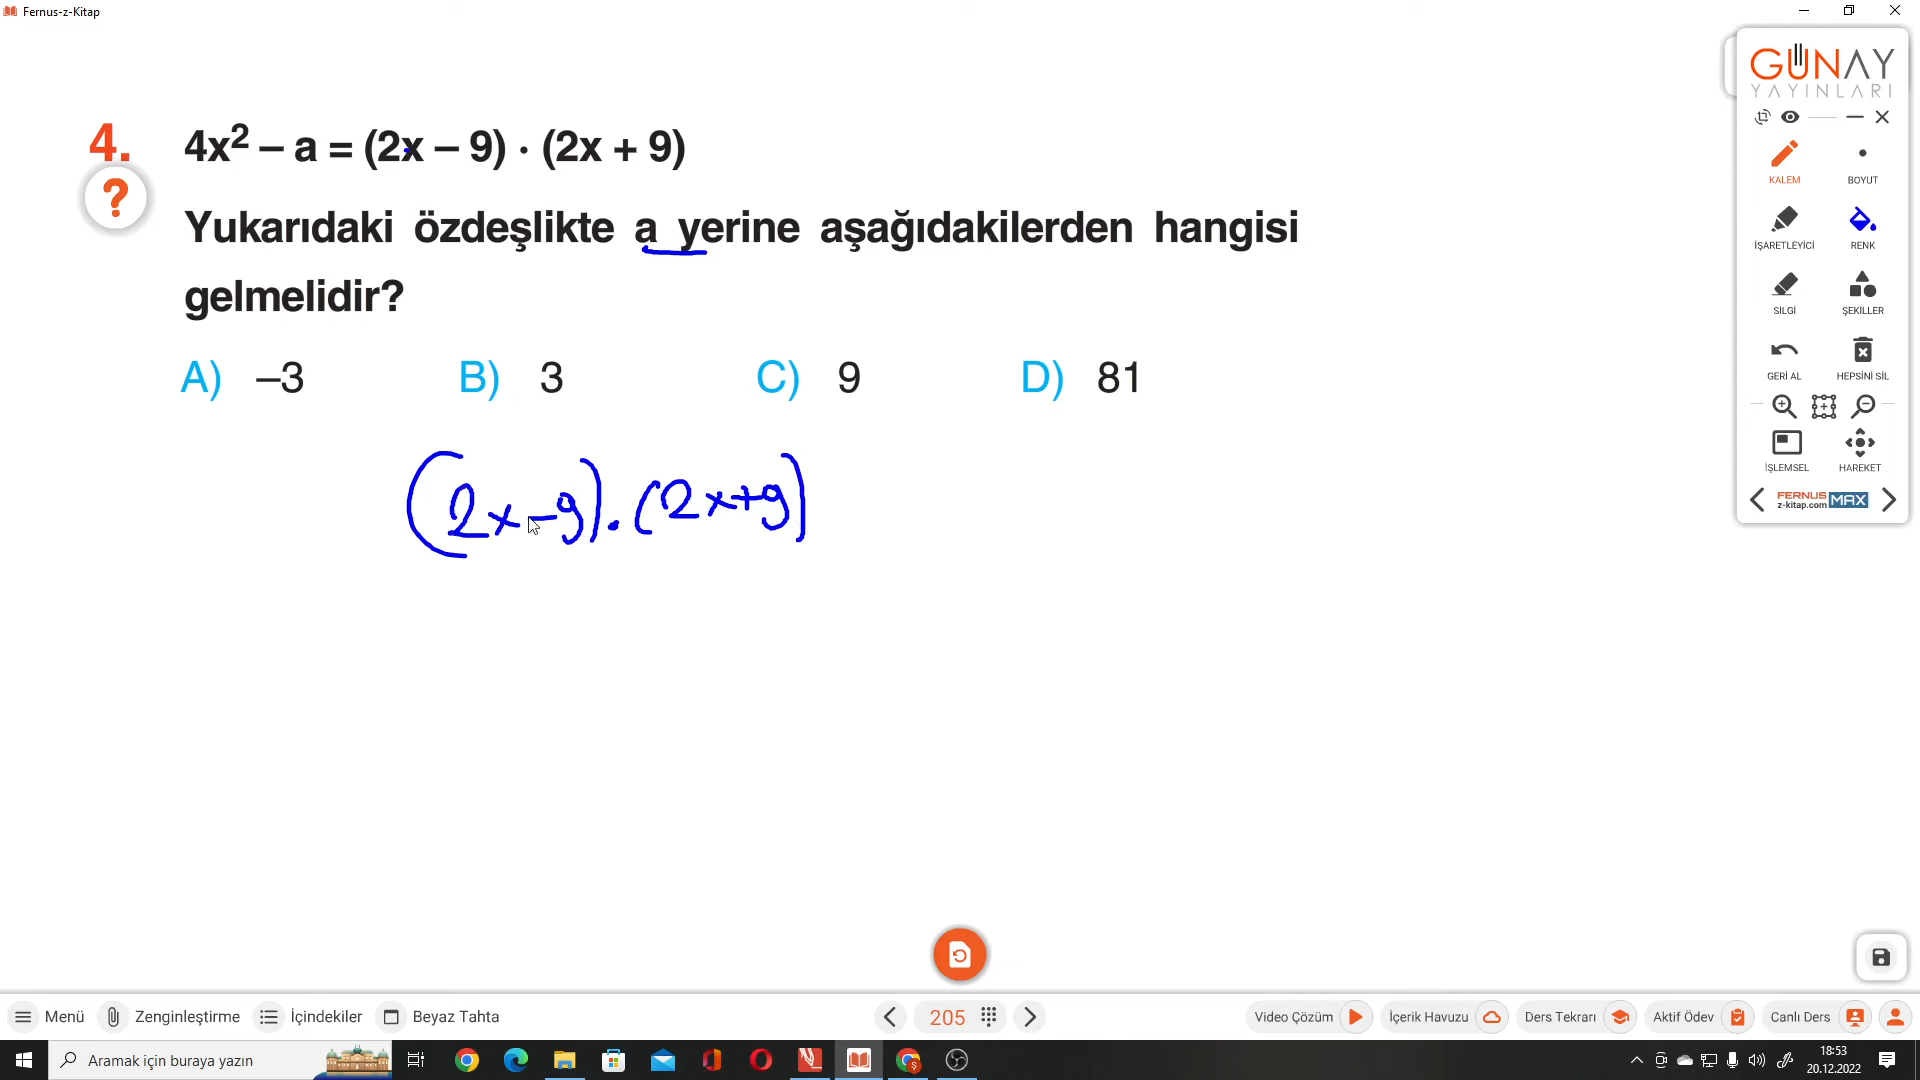 Fernus-z-Kitap
GÜNAY
YAYINLARI
4. 4x² – a = (2x – 9) · (2x + 9)
?
Yukarıdaki özdeşlikte a yerine aşağıdakilerden hangisi
gelmelidir?
A) –3 B) 3 C) 9 D) 81
(2x-9).(2x+9)
KALEM BOYUT
İŞARETLEYİCİ RENK
SİLGİ ŞEKİLLER
GERİ AL HEPSİNİ SİL
İŞLEMSEL HAREKET
FERNUS MAX
z-kitap.com
Menü Zenginleştirme İçindekiler Beyaz Tahta 205 Video Çözüm İçerik Havuzu Ders Tekrarı Aktif Ödev Canlı Ders
Aramak için buraya yazın
18:53
20.12.2022